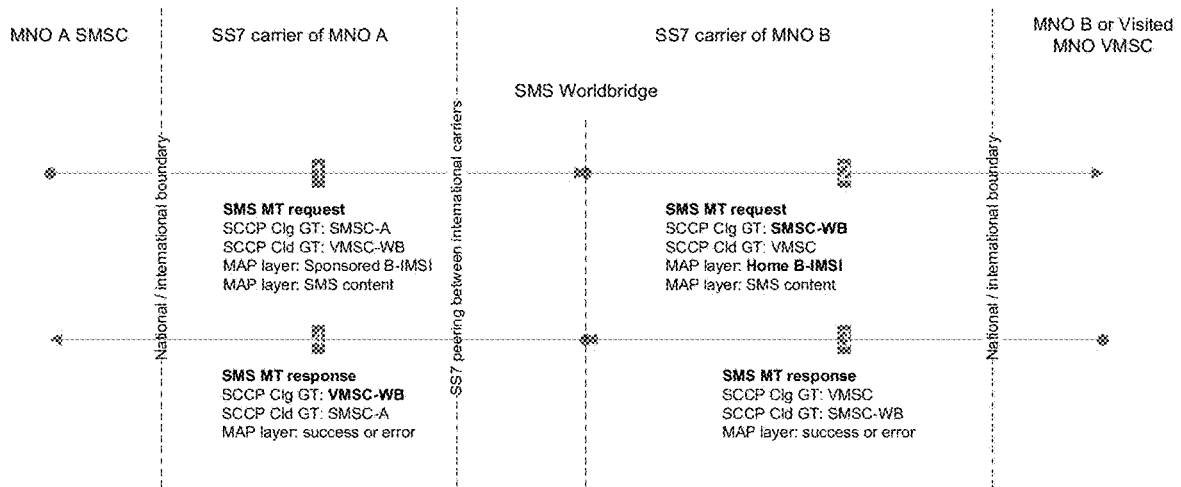 MNO A SMSC
SS7 carrier of MNO A
SS7 carrier of MNO B
MNO B or Visited
MNO VMSC
SMS Worldbridge
National / international boundary
SS7 peering between international carriers
National / international boundary
SMS MT request
SCCP Clg GT: SMSC-A
SCCP Cld GT: VMSC-WB
MAP layer: Sponsored B-IMSI
MAP layer: SMS content
SMS MT request
SCCP Clg GT: SMSC-WB
SCCP Cld GT: VMSC
MAP layer: Home B-IMSI
MAP layer: SMS content
SMS MT response
SCCP Clg GT: VMSC-WB
SCCP Cld GT: SMSC-A
MAP layer: success or error
SMS MT response
SCCP Clg GT: VMSC
SCCP Cld GT: SMSC-WB
MAP layer: success or error